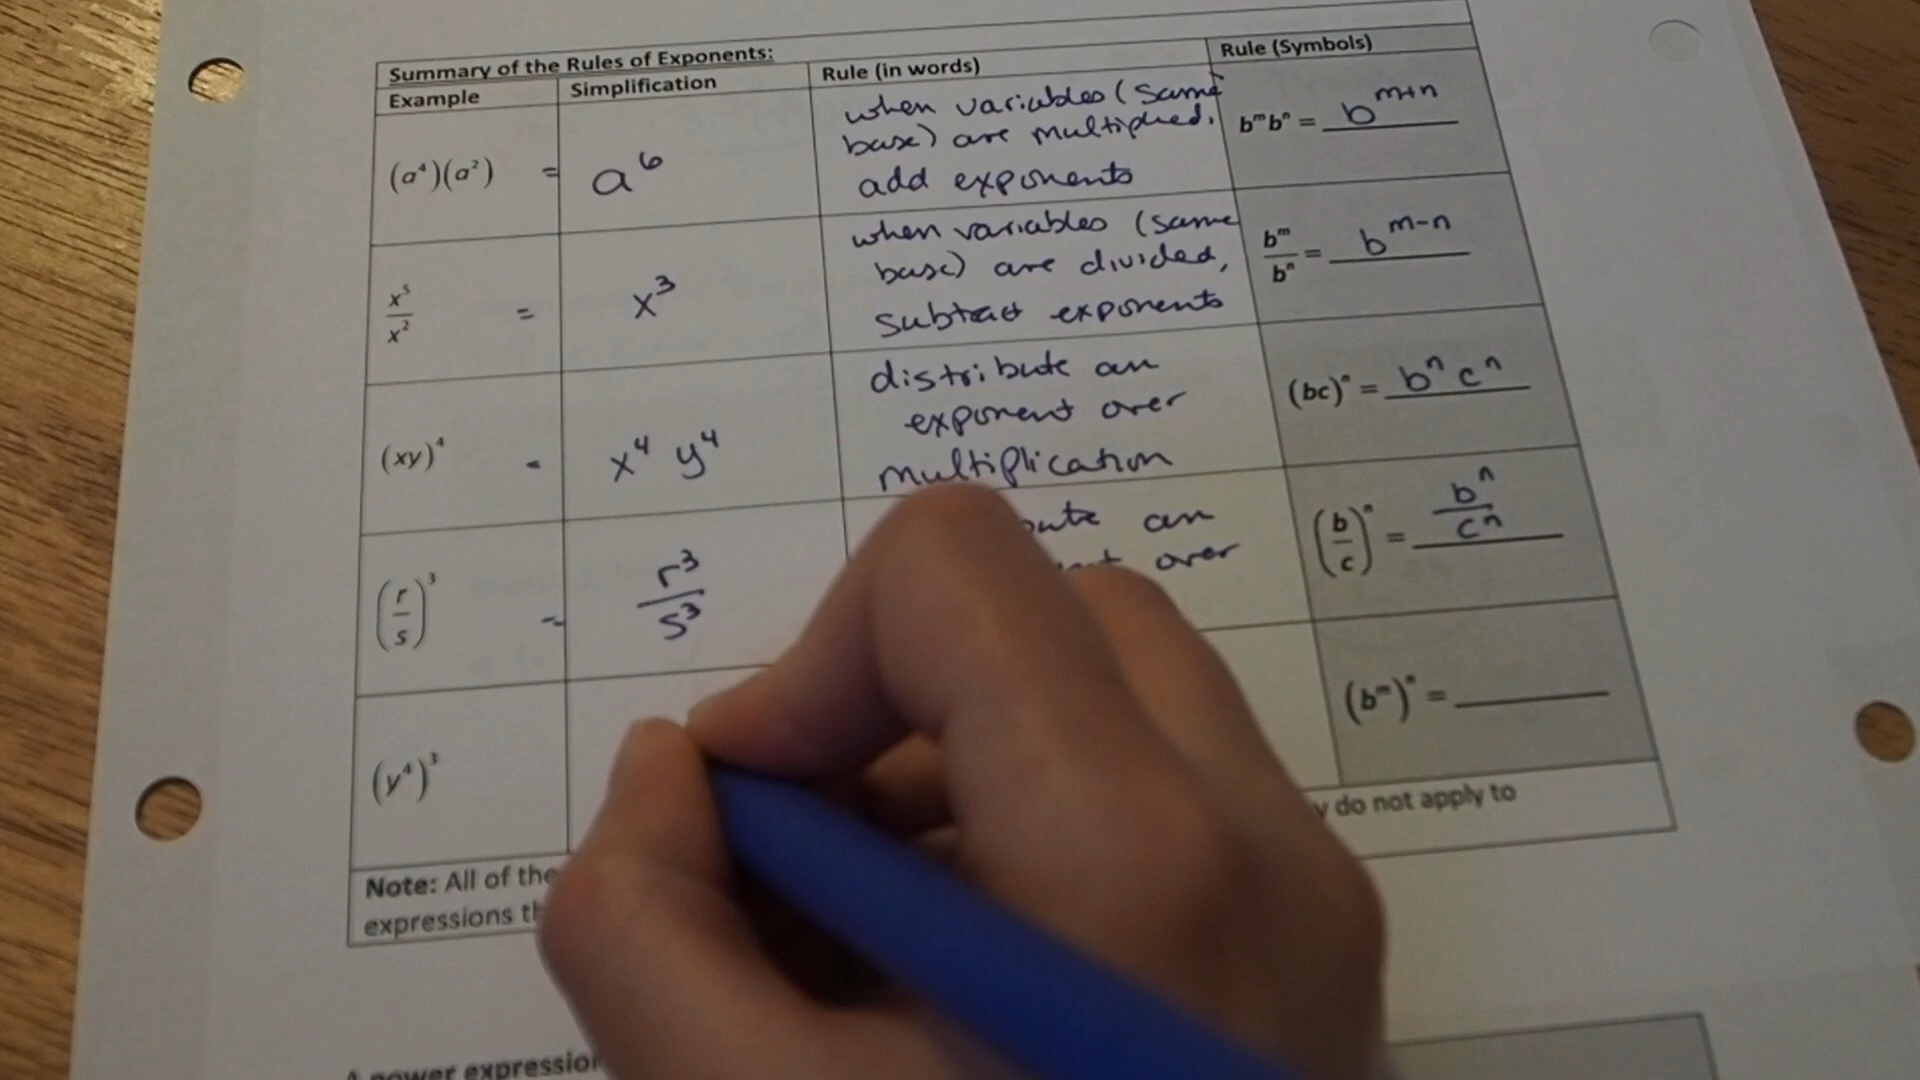 Summary of the Rules of Exponents:
Example Simplification Rule (in words) Rule (Symbols)
(a⁴)(a²) = a⁶
when variables (same
base) are multiplied,
add exponents
bᵐbⁿ = bᵐ⁺ⁿ
x⁵/x² = x³
when variables (same
base) are divided,
subtract exponents
bᵐ/bⁿ = bᵐ⁻ⁿ
(xy)⁴ = x⁴ y⁴
distribute an
exponent over
multiplication
(bc)ⁿ = bⁿ cⁿ
(r/s)³ = r³/s³
an
over
(b/c)ⁿ = bⁿ/cⁿ
(y⁴)³
(bᵐ)ⁿ = ______
Note: All of the
do not apply to
expressions
power expression